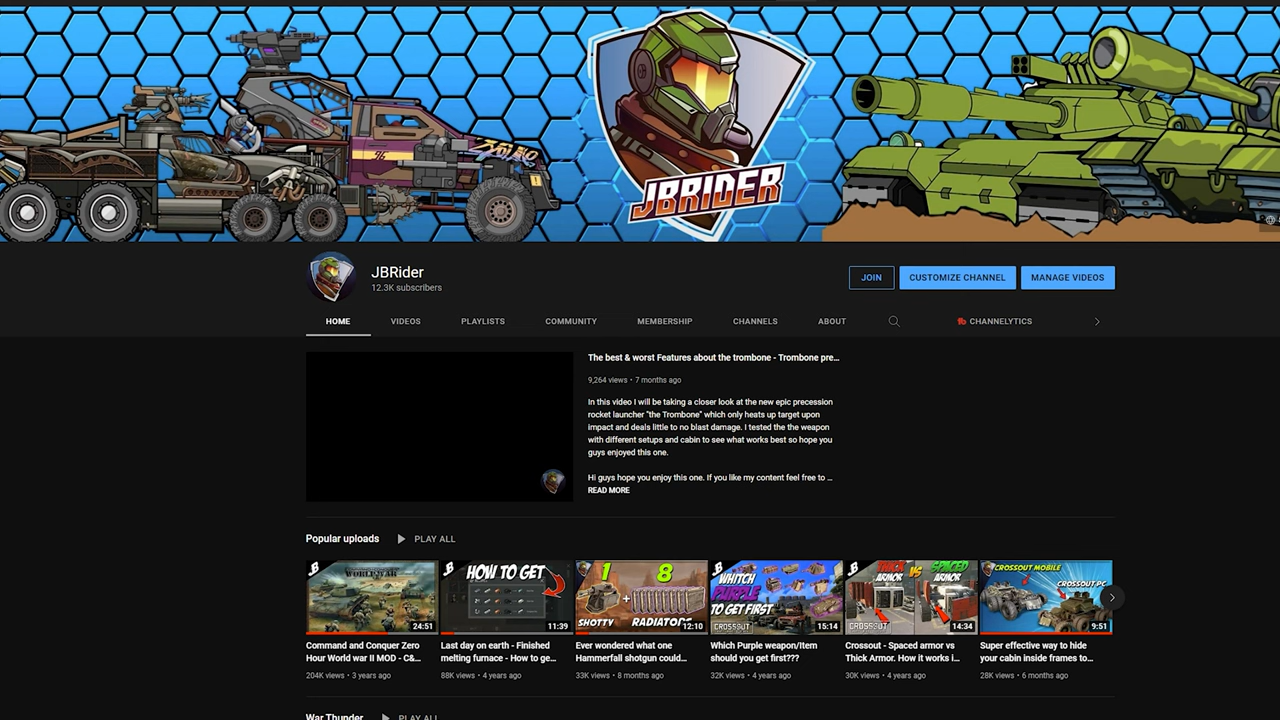 JBRIDER
JBRider
12.3K subscribers
JOIN
CUSTOMIZE CHANNEL
MANAGE VIDEOS
HOME
VIDEOS
PLAYLISTS
COMMUNITY
MEMBERSHIP
CHANNELS
ABOUT
CHANNELYTICS
The best & worst Features about the trombone - Trombone pre...
9,264 views • 7 months ago
In this video I will be taking a closer look at the new epic precession
rocket launcher "the Trombone" which only heats up target upon
impact and deals little to no blast damage. I tested the the weapon
with different setups and cabin to see what works best so hope you
guys enjoyed this one.
Hi guys hope you enjoy this one. If you like my content feel free to ...
READ MORE
Popular uploads
PLAY ALL
WORLD WAR
24:51
HOW TO GET
11:39
1
8
+
SHOTTY
RADIATORS
12:10
WHITCH
PURPLE
TO GET FIRST
CROSSOUT
15:14
THICK
ARMOR
VS
SPACED
ARMOR
CROSSOUT
14:34
CROSSOUT MOBILE
CROSSOUT PC
9:51
Command and Conquer Zero
Hour World war II MOD - C&...
204K views • 3 years ago
Last day on earth - Finished
melting furnace - How to ge...
88K views • 4 years ago
Ever wondered what one
Hammerfall shotgun could...
33K views • 8 months ago
Which Purple weapon/Item
should you get first???
32K views • 4 years ago
Crossout - Spaced armor vs
Thick Armor. How it works i...
30K views • 4 years ago
Super effective way to hide
your cabin inside frames to...
28K views • 6 months ago
War Thunder
PLAY ALL